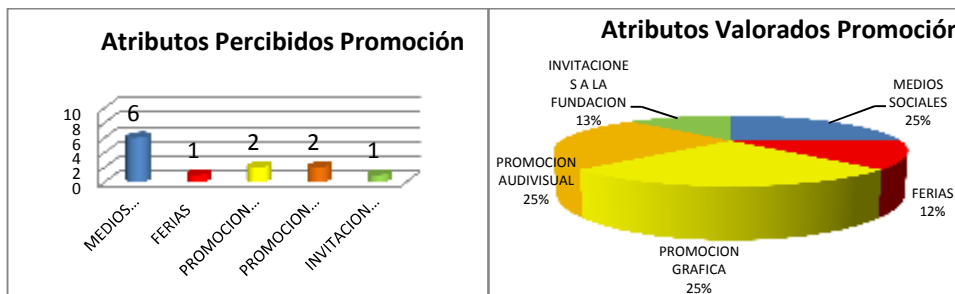 Atributos Percibidos Promoción
10
8
6
4
2
0
6
1
2
2
1
MEDIOS...
FERIAS
PROMOCION...
PROMOCION...
INVITACION...
Atributos Valorados Promoción
INVITACIONE
S A LA
FUNDACION
13%
MEDIOS
SOCIALES
25%
PROMOCION
AUDIVISUAL
25%
FERIAS
12%
PROMOCION
GRAFICA
25%